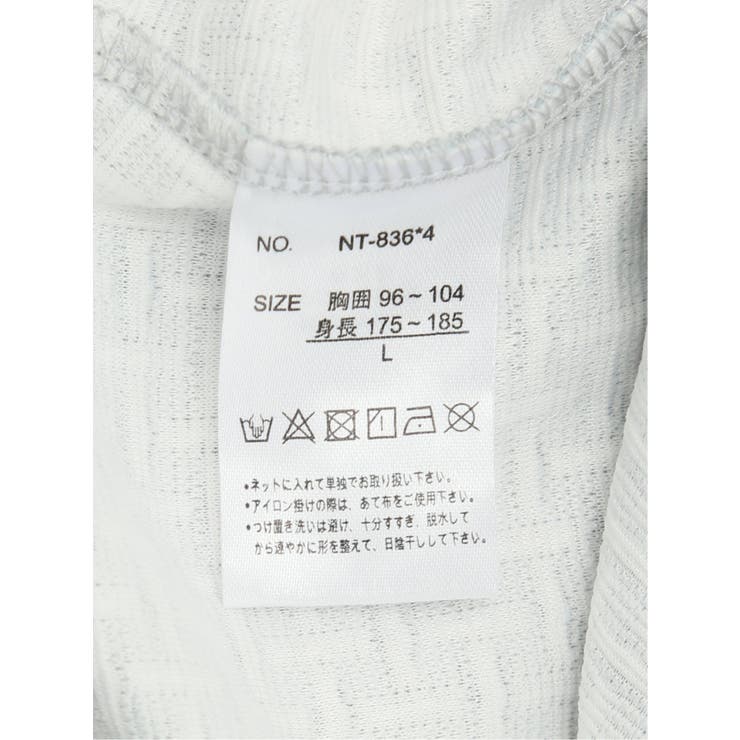 NO. NT-836*4
SIZE 胸囲 96～104
身長 175～185
L
•ネットに入れて単独でお取り扱い下さい。
•アイロン掛けの際は、あて布をご使用下さい。
•つけ置き洗いは避け、十分すすぎ、脱水して
から速やかに形を整えて、日陰干しして下さい。